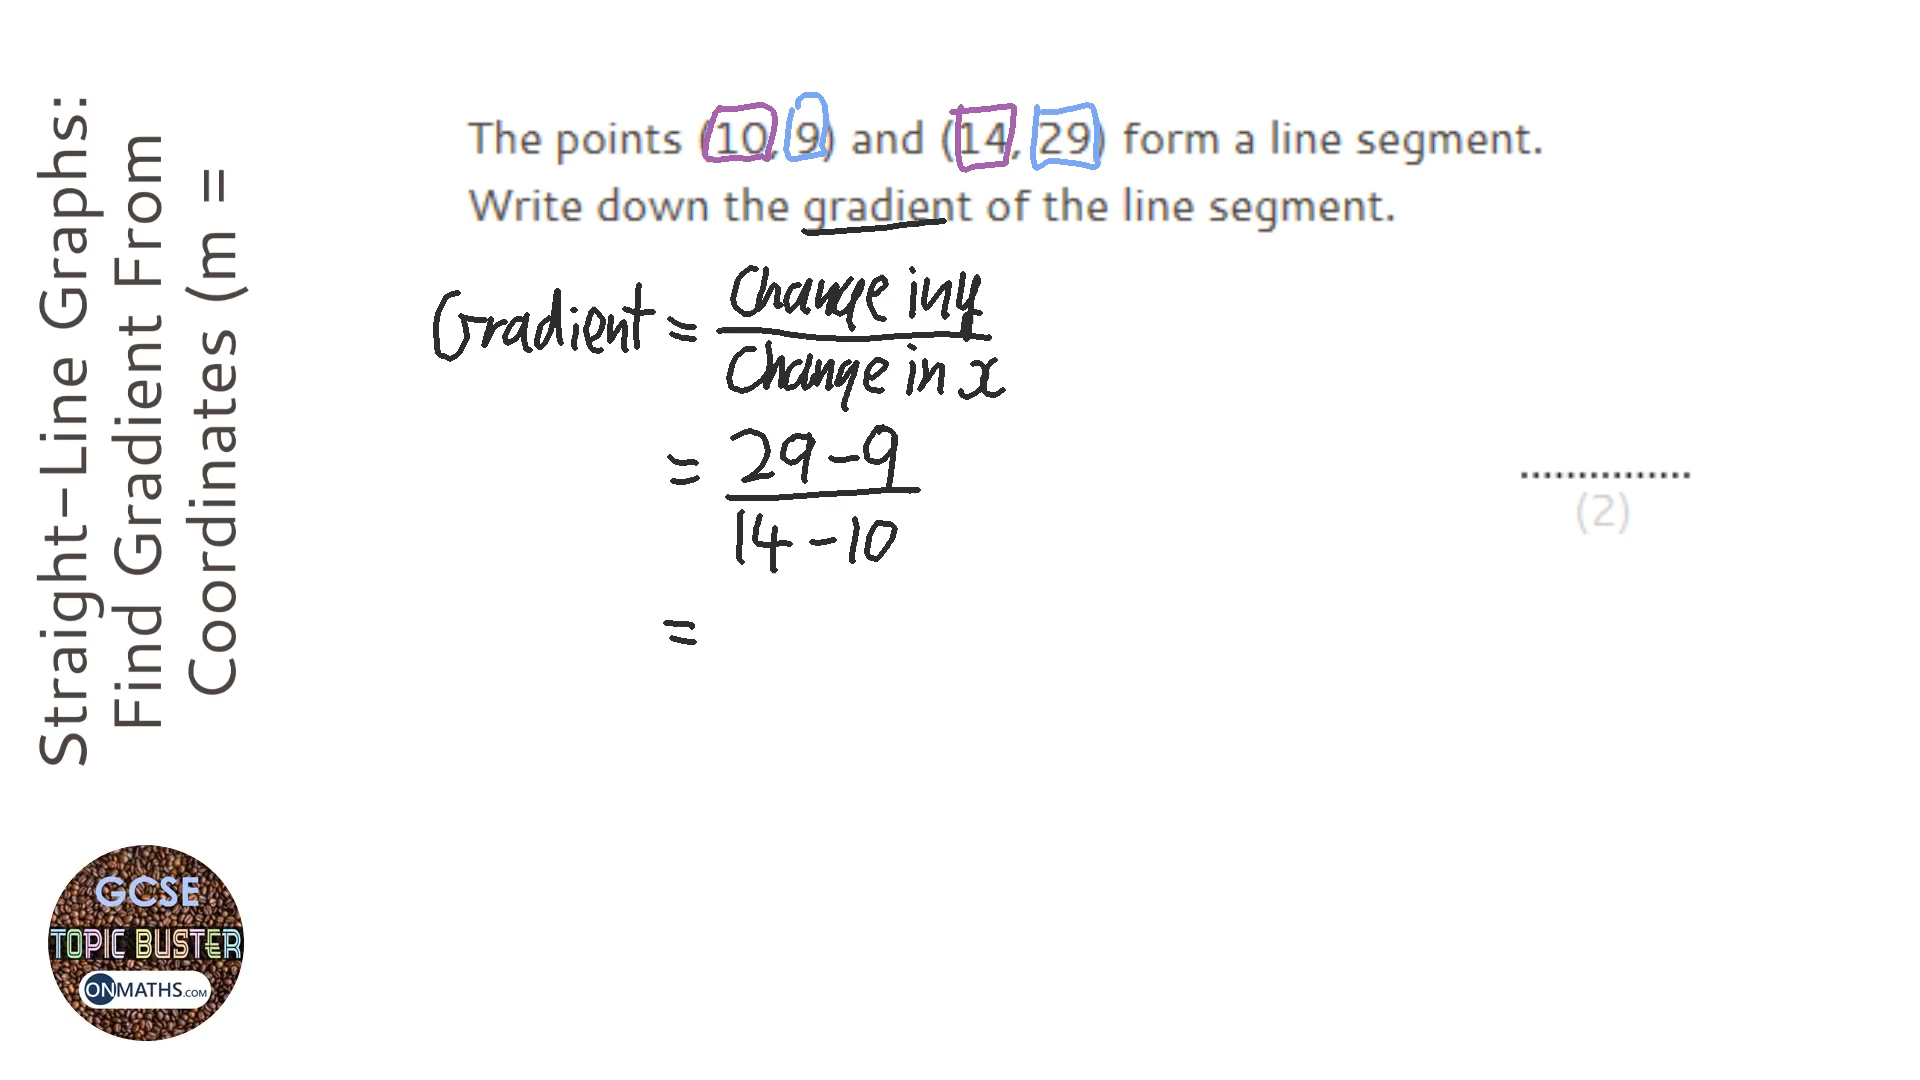 Straight-Line Graphs:
Find Gradient From
Coordinates (m =
The points (10, 9) and (14, 29) form a line segment.
Write down the gradient of the line segment.
Gradient = Change in y
Change in x
= 29 - 9
14 - 10
=
...............
(2)
GCSE
TOPIC BUSTER
ONMATHS.COM